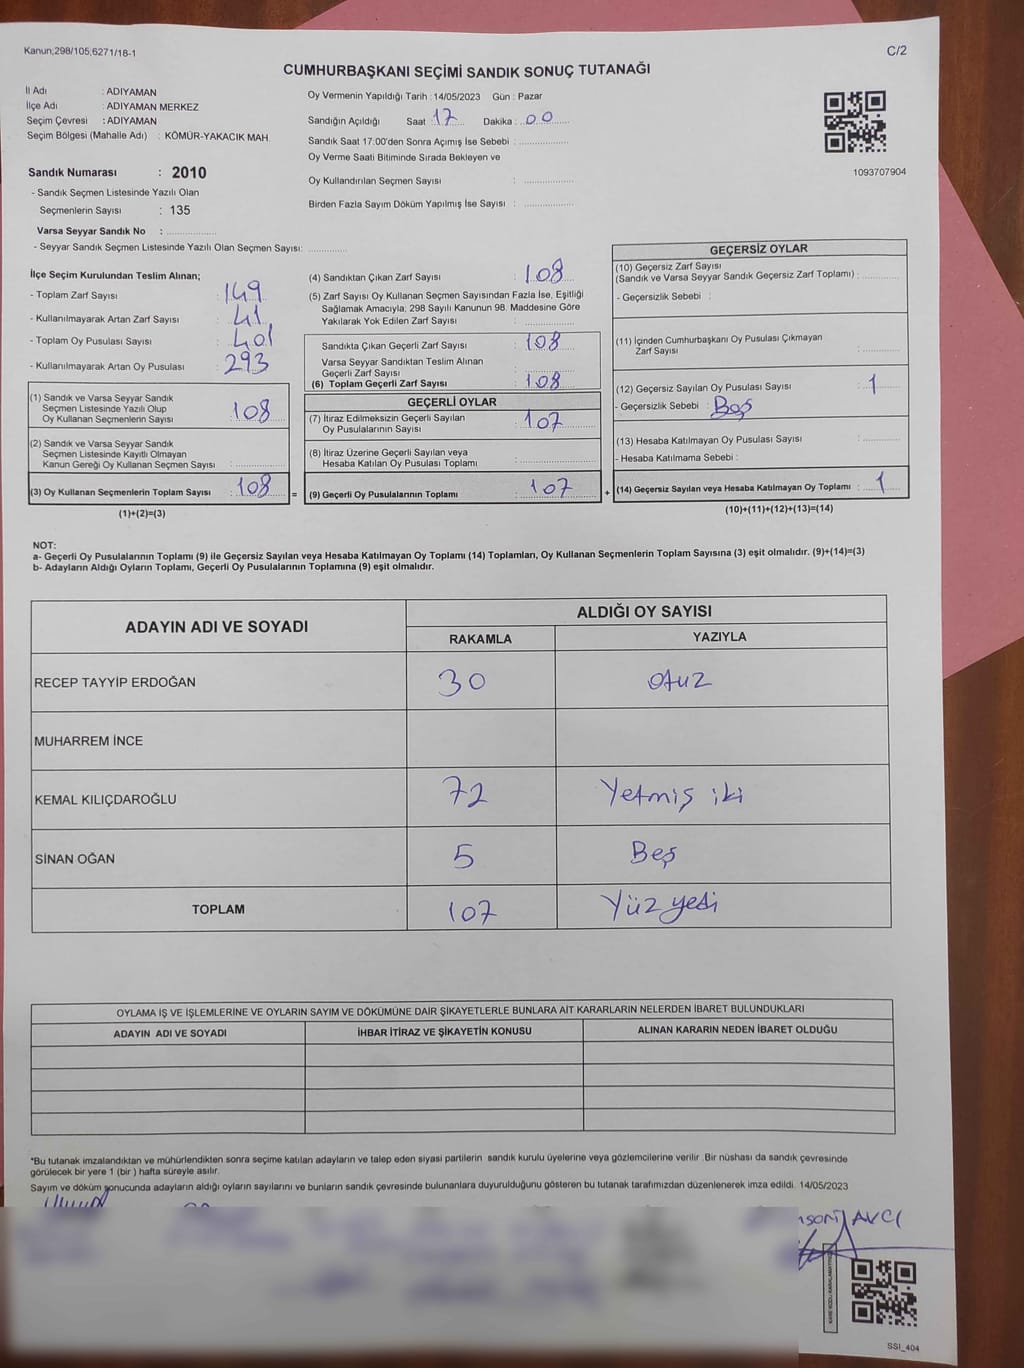 Kanun;298/105,6271/18-1
C/2
CUMHURBAŞKANI SEÇİMİ SANDIK SONUÇ TUTANAĞI
İl Adı : ADIYAMAN
İlçe Adı : ADIYAMAN MERKEZ
Seçim Çevresi : ADIYAMAN
Seçim Bölgesi (Mahalle Adı) : KÖMÜR-YAKACIK MAH.
Oy Vermenin Yapıldığı Tarih : 14/05/2023 Gün : Pazar
Sandığın Açıldığı Saat : 17 Dakika : 00
Sandık Saat 17:00'den Sonra Açımış İse Sebebi :
Oy Verme Saati Bitiminde Sırada Bekleyen ve
Oy Kullandırılan Seçmen Sayısı :
Birden Fazla Sayım Döküm Yapılmış İse Sayısı :
1093707904
Sandık Numarası : 2010
- Sandık Seçmen Listesinde Yazılı Olan
Seçmenlerin Sayısı : 135
Varsa Seyyar Sandık No :
- Seyyar Sandık Seçmen Listesinde Yazılı Olan Seçmen Sayısı:
İlçe Seçim Kurulundan Teslim Alınan;
- Toplam Zarf Sayısı : 149
- Kullanılmayarak Artan Zarf Sayısı : 41
- Toplam Oy Pusulası Sayısı : 401
- Kullanılmayarak Artan Oy Pusulası : 293
(1) Sandık ve Varsa Seyyar Sandık
Seçmen Listesinde Yazılı Olup
Oy Kullanan Seçmenlerin Sayısı : 108
(2) Sandık ve Varsa Seyyar Sandık
Seçmen Listesinde Kayıtlı Olmayan
Kanun Gereği Oy Kullanan Seçmen Sayısı :
(3) Oy Kullanan Seçmenlerin Toplam Sayısı : 108 =
(1)+(2)=(3)
(4) Sandıktan Çıkan Zarf Sayısı : 108
(5) Zarf Sayısı Oy Kullanan Seçmen Sayısından Fazla İse, Eşitliği
Sağlamak Amacıyla; 298 Sayılı Kanunun 98. Maddesine Göre
Yakılarak Yok Edilen Zarf Sayısı :
Sandıkta Çıkan Geçerli Zarf Sayısı : 108
Varsa Seyyar Sandıktan Teslim Alınan
Geçerli Zarf Sayısı :
(6) Toplam Geçerli Zarf Sayısı : 108
GEÇERLİ OYLAR
(7) İtiraz Edilmeksizin Geçerli Sayılan
Oy Pusulalarının Sayısı : 107
(8) İtiraz Üzerine Geçerli Sayılan veya
Hesaba Katılan Oy Pusulası Toplamı :
(9) Geçerli Oy Pusulalarının Toplamı : 107 +
GEÇERSİZ OYLAR
(10) Geçersiz Zarf Sayısı
(Sandık ve Varsa Seyyar Sandık Geçersiz Zarf Toplamı) :
- Geçersizlik Sebebi :
(11) İçinden Cumhurbaşkanı Oy Pusulası Çıkmayan
Zarf Sayısı :
(12) Geçersiz Sayılan Oy Pusulası Sayısı : 1
- Geçersizlik Sebebi : Boş
(13) Hesaba Katılmayan Oy Pusulası Sayısı :
- Hesaba Katılmama Sebebi :
(14) Geçersiz Sayılan veya Hesaba Katılmayan Oy Toplamı : 1
(10)+(11)+(12)+(13)=(14)
NOT:
a- Geçerli Oy Pusulalarının Toplamı (9) ile Geçersiz Sayılan veya Hesaba Katılmayan Oy Toplamı (14) Toplamları, Oy Kullanan Seçmenlerin Toplam Sayısına (3) eşit olmalıdır. (9)+(14)=(3)
b- Adayların Aldığı Oyların Toplamı, Geçerli Oy Pusulalarının Toplamına (9) eşit olmalıdır.
ADAYIN ADI VE SOYADI ALDIĞI OY SAYISI
RAKAMLA YAZIYLA
RECEP TAYYİP ERDOĞAN 30 otuz
MUHARREM İNCE
KEMAL KILIÇDAROĞLU 72 Yetmiş iki
SİNAN OĞAN 5 Beş
TOPLAM 107 Yüz yedi
OYLAMA İŞ VE İŞLEMLERİNE VE OYLARIN SAYIM VE DÖKÜMÜNE DAİR ŞİKAYETLERLE BUNLARA AİT KARARLARIN NELERDEN İBARET BULUNDUKLARI
ADAYIN ADI VE SOYADI İHBAR İTİRAZ VE ŞİKAYETİN KONUSU ALINAN KARARIN NEDEN İBARET OLDUĞU
*Bu tutanak imzalandıktan ve mühürlendikten sonra seçime katılan adayların ve talep eden siyasi partilerin sandık kurulu üyelerine veya gözlemcilerine verilir .Bir nüshası da sandık çevresinde
görülecek bir yere 1 (bir ) hafta süreyle asılır.
Sayım ve döküm sonucunda adayların aldığı oyların sayılarını ve bunların sandık çevresinde bulunanlara duyurulduğunu gösteren bu tutanak tarafımızdan düzenlenerek imza edildi. 14/05/2023
AVCI
SSI_404